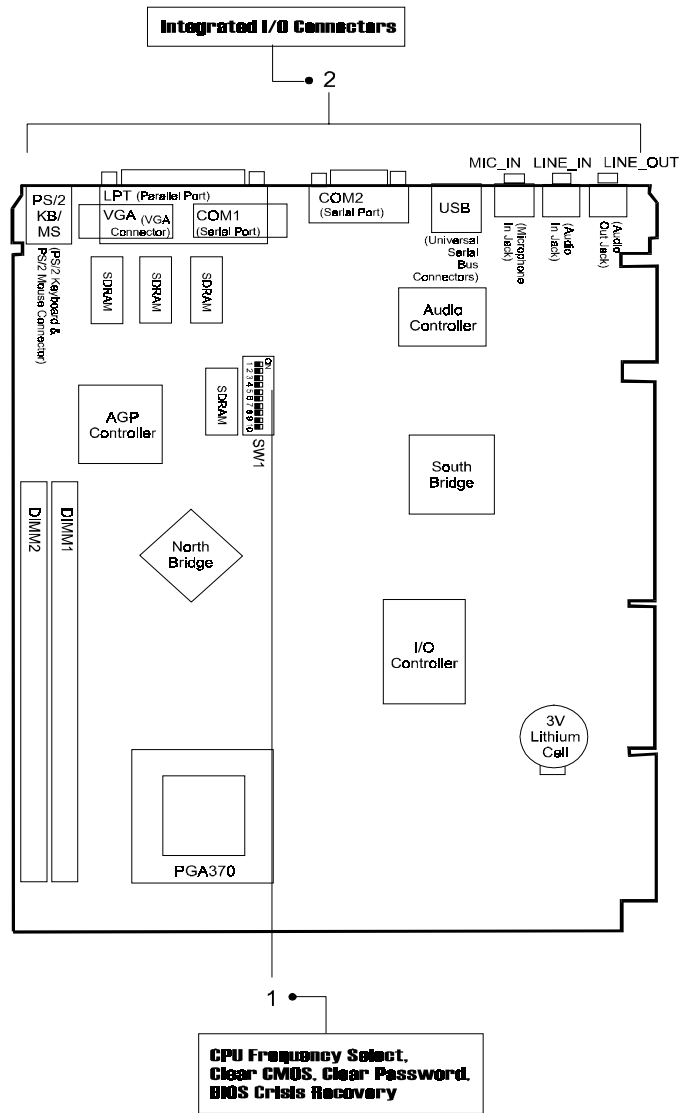 Integrated I/O Connectors
2
MIC_IN LINE_IN LINE_OUT
PS/2
KB/
MS
LPT (Parallel Port)
VGA (VGA
Connector)
COM1
(Serial Port)
COM2
(Serial Port)
USB
(Universal
Serial
Bus
Connectors)
(Microphone
In Jack)
(Audio
In Jack)
(Audio
Out Jack)
(PS/2 Keyboard &
PS/2 Mouse Connector)
SDRAM
SDRAM
SDRAM
Audio
Controller
ON
1 2 3 4 5 6 7 8 9 10
SW1
SDRAM
AGP
Controller
South
Bridge
DIMM2
DIMM1
North
Bridge
I/O
Controller
3V
Lithium
Cell
PGA370
1
CPU Frequency Select,
Clear CMOS, Clear Password,
BIOS Crisis Recovery